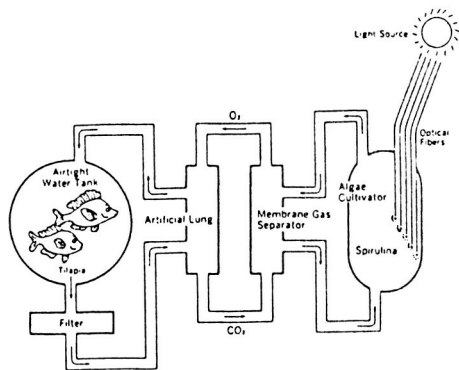 Light Source
Optical
Fibers
O₂
Airtight
Water Tank
Artificial Lung
Membrane Gas
Separator
Algae
Cultivator
Spirulina
Tilapia
Filter
CO₂